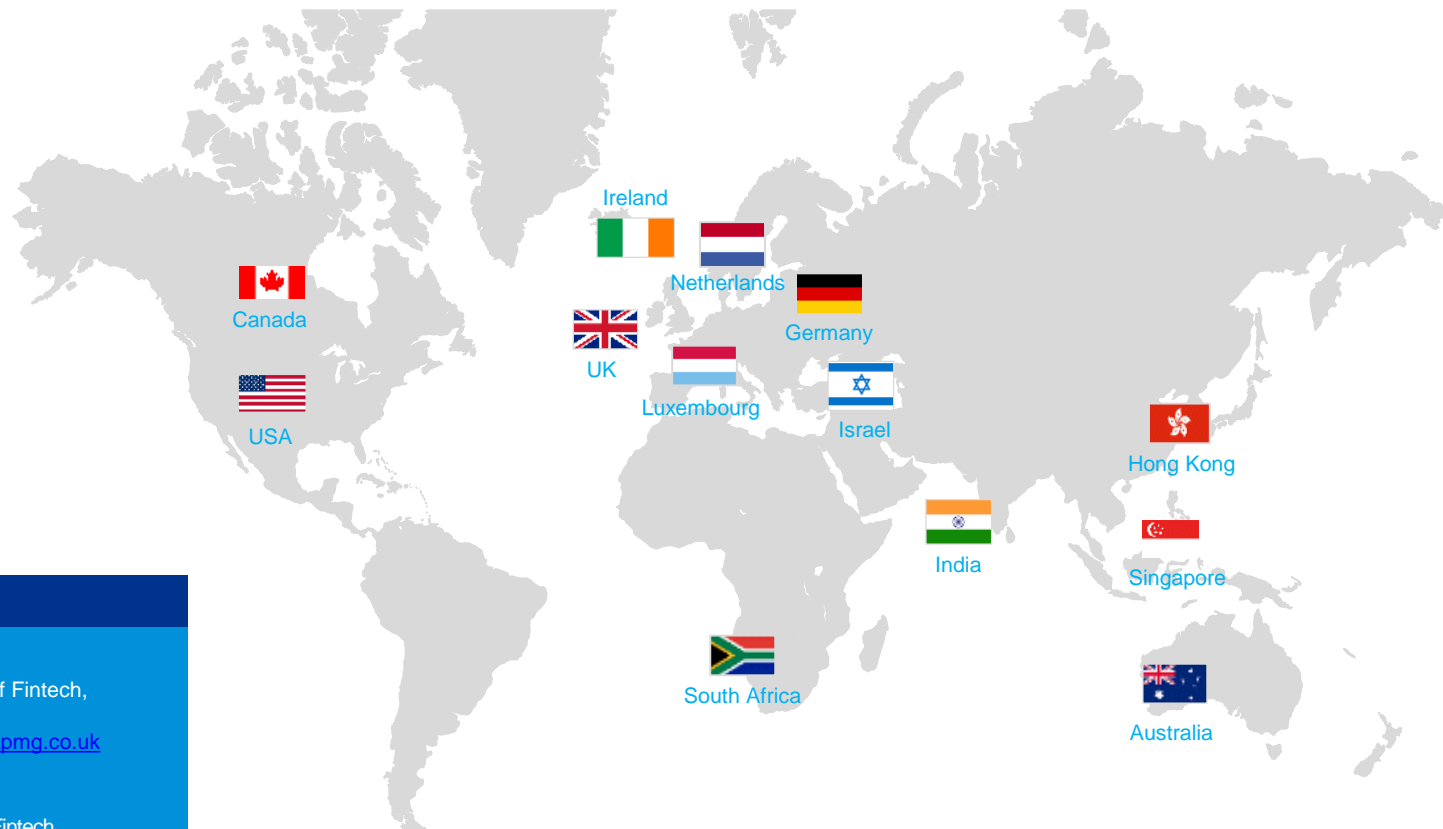 Ireland
Netherlands
Canada
Germany
UK
Luxembourg
USA
Israel
Hong Kong
India
Singapore
South Africa
Australia
f Fintech,
pmg.co.uk
Fintech